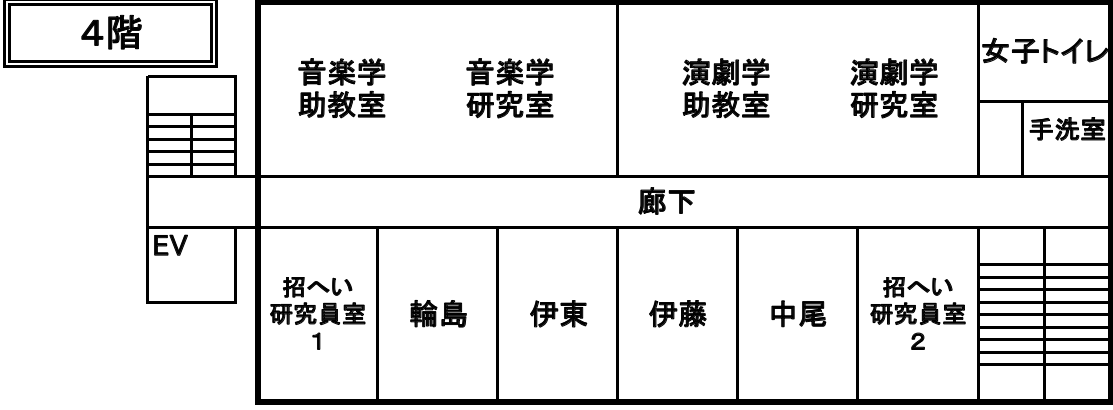 ４階
音楽学
助教室
音楽学
研究室
演劇学
助教室
演劇学
研究室
女子トイレ
手洗室
廊下
EV
招へい
研究員室
１
輪島
伊東
伊藤
中尾
招へい
研究員室
２